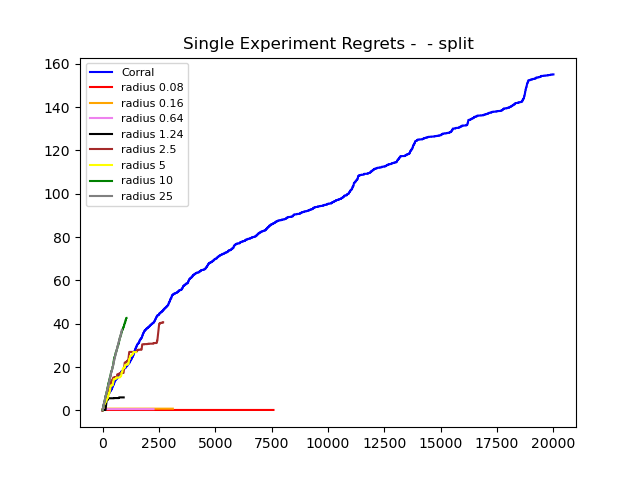 Single Experiment Regrets -  - split
160
140
120
100
80
60
40
20
0
Corral
radius 0.08
radius 0.16
radius 0.64
radius 1.24
radius 2.5
radius 5
radius 10
radius 25
0 2500 5000 7500 10000 12500 15000 17500 20000